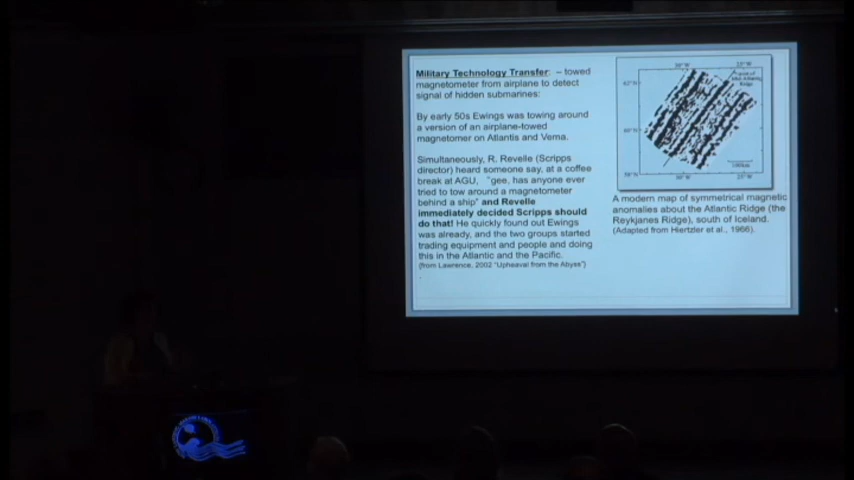 Military Technology Transfer: – towed
magnetometer from airplane to detect
signal of hidden submarines:
By early 50s Ewings was towing around
a version of an airplane-towed
magnetomer on Atlantis and Vema.
Simultaneously, R. Revelle (Scripps
director) heard someone say, at a coffee
break at AGU, "gee, has anyone ever
tried to tow around a magnetometer
behind a ship" and Revelle
immediately decided Scripps should
do that! He quickly found out Ewings
was already, and the two groups started
trading equipment and people and doing
this in the Atlantic and the Pacific.
(from Lawrence, 2002 "Upheaval from the Abyss")
30°W
Ridge
60°N
30°W
A modern map of symmetrical magnetic
anomalies about the Atlantic Ridge (the
Reykjanes Ridge), south of Iceland.
(Adapted from Hiertzler et al., 1966).